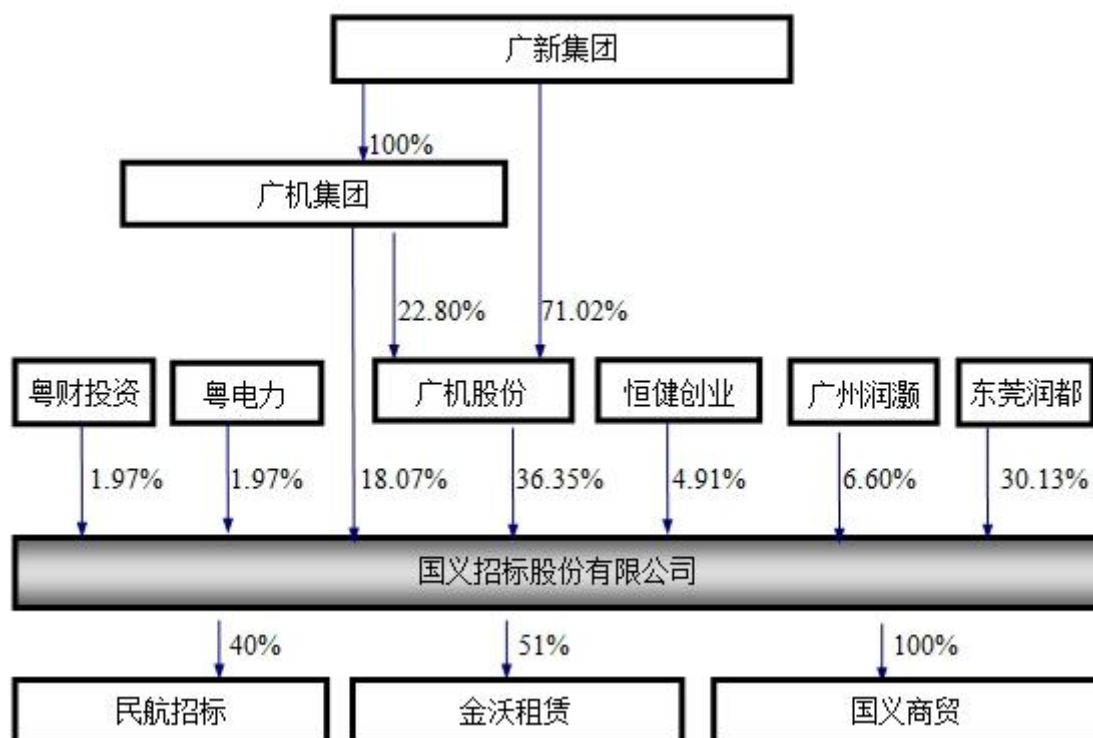 广新集团
100%
广机集团
22.80%
71.02%
粤财投资
粤电力
广机股份
恒健创业
广州润灏
东莞润都
1.97%
1.97%
18.07%
36.35%
4.91%
6.60%
30.13%
国义招标股份有限公司
40%
51%
100%
民航招标
金沃租赁
国义商贸